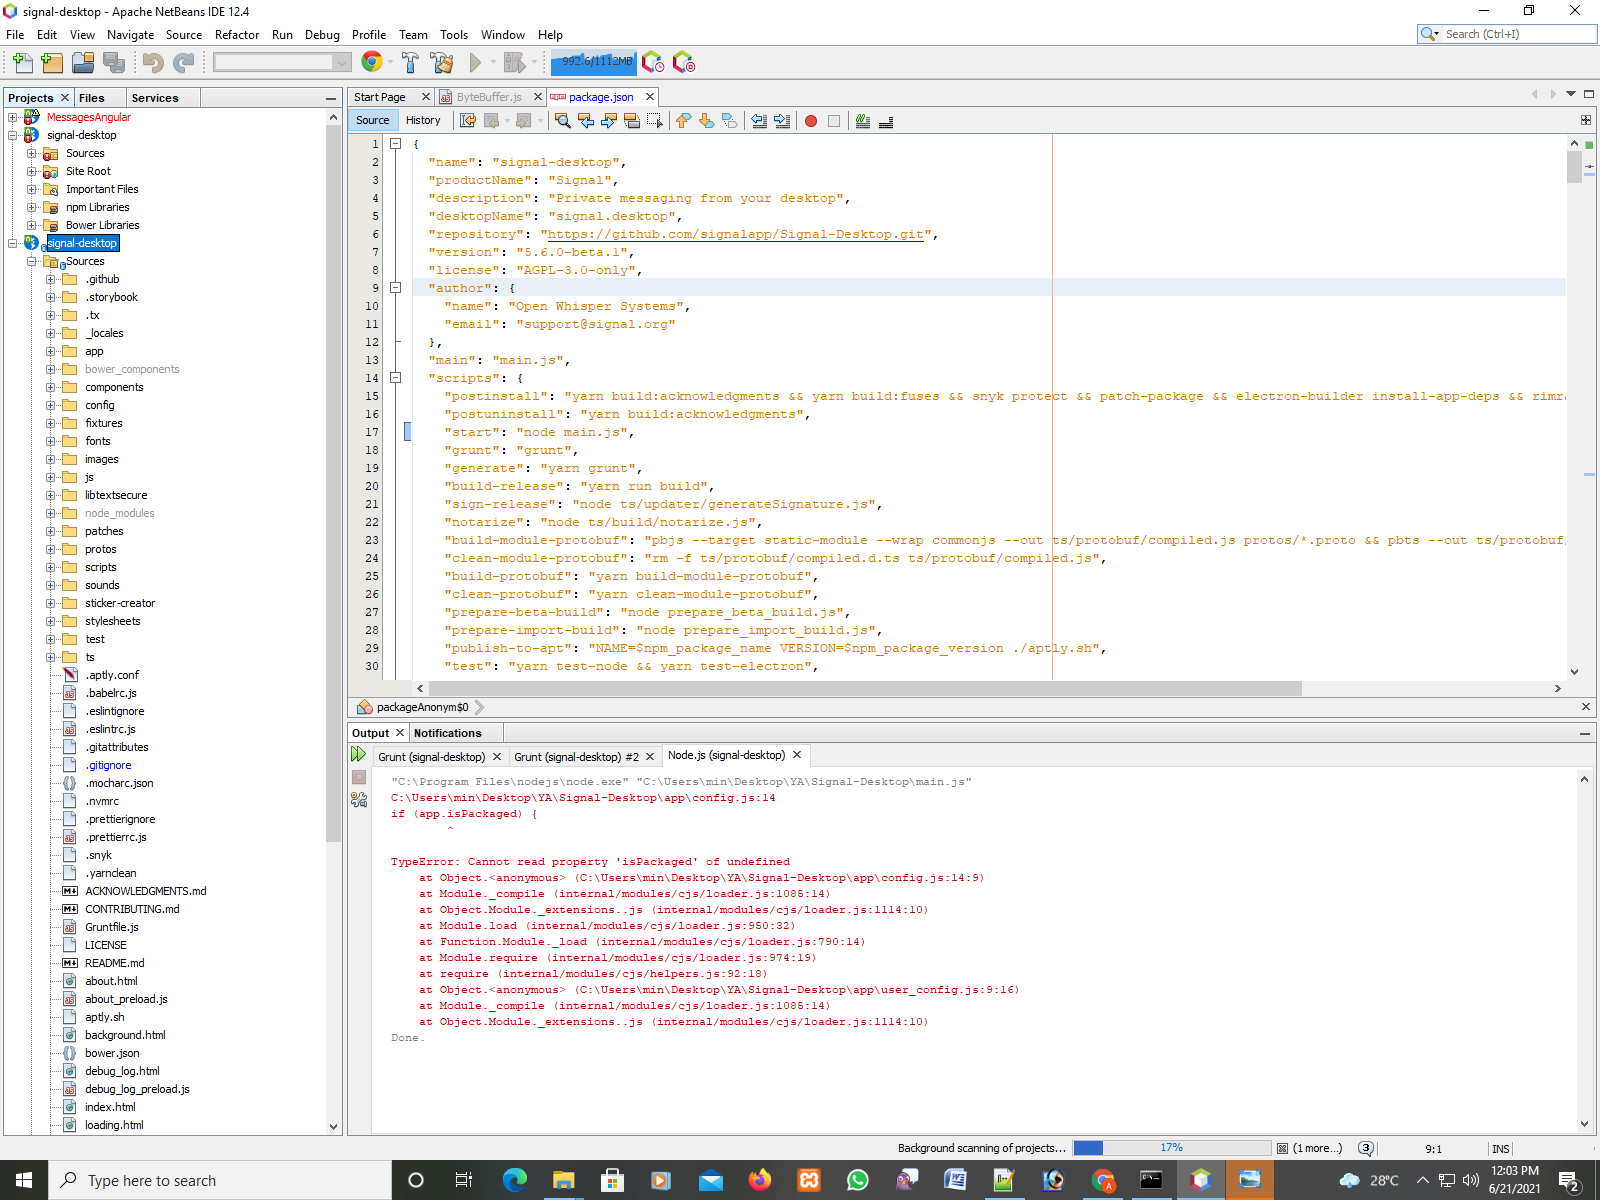 signal-desktop - Apache NetBeans IDE 12.4
File Edit View Navigate Source Refactor Run Debug Profile Team Tools Window Help
Search (Ctrl+I)
992.6/1112MB
Projects Files Services
MessagesAngular
signal-desktop
Sources
Site Root
Important Files
npm Libraries
Bower Libraries
signal-desktop
Sources
.github
.storybook
.tx
_locales
app
bower_components
components
config
fixtures
fonts
images
js
libtextsecure
node_modules
patches
protos
scripts
sounds
sticker-creator
stylesheets
test
ts
.aptly.conf
.babelrc.js
.eslintignore
.eslintrc.js
.gitattributes
.gitignore
.mocharc.json
.nvmrc
.prettierignore
.prettierrc.js
.snyk
.yarnclean
ACKNOWLEDGMENTS.md
CONTRIBUTING.md
Gruntfile.js
LICENSE
README.md
about.html
about_preload.js
aptly.sh
background.html
bower.json
debug_log.html
debug_log_preload.js
index.html
loading.html
Start Page ByteBuffer.js package.json
Source History
1 {
2 "name": "signal-desktop",
3 "productName": "Signal",
4 "description": "Private messaging from your desktop",
5 "desktopName": "signal.desktop",
6 "repository": "https://github.com/signalapp/Signal-Desktop.git",
7 "version": "5.6.0-beta.1",
8 "license": "AGPL-3.0-only",
9 "author": {
10 "name": "Open Whisper Systems",
11 "email": "support@signal.org"
12 },
13 "main": "main.js",
14 "scripts": {
15 "postinstall": "yarn build:acknowledgments && yarn build:fuses && snyk protect && patch-package && electron-builder install-app-deps && rimra
16 "postuninstall": "yarn build:acknowledgments",
17 "start": "node main.js",
18 "grunt": "grunt",
19 "generate": "yarn grunt",
20 "build-release": "yarn run build",
21 "sign-release": "node ts/updater/generateSignature.js",
22 "notarize": "node ts/build/notarize.js",
23 "build-module-protobuf": "pbjs --target static-module --wrap commonjs --out ts/protobuf/compiled.js protos/*.proto && pbts --out ts/protobuf/
24 "clean-module-protobuf": "rm -f ts/protobuf/compiled.d.ts ts/protobuf/compiled.js",
25 "build-protobuf": "yarn build-module-protobuf",
26 "clean-protobuf": "yarn clean-module-protobuf",
27 "prepare-beta-build": "node prepare_beta_build.js",
28 "prepare-import-build": "node prepare_import_build.js",
29 "publish-to-apt": "NAME=$npm_package_name VERSION=$npm_package_version ./aptly.sh",
30 "test": "yarn test-node && yarn test-electron",
packageAnonym$0
Output Notifications
Grunt (signal-desktop) Grunt (signal-desktop) #2 Node.js (signal-desktop)
"C:\Program Files\nodejs\node.exe" "C:\Users\min\Desktop\YA\Signal-Desktop\main.js"
C:\Users\min\Desktop\YA\Signal-Desktop\app\config.js:14
if (app.isPackaged) {
^
TypeError: Cannot read property 'isPackaged' of undefined
at Object.<anonymous> (C:\Users\min\Desktop\YA\Signal-Desktop\app\config.js:14:9)
at Module._compile (internal/modules/cjs/loader.js:1085:14)
at Object.Module._extensions..js (internal/modules/cjs/loader.js:1114:10)
at Module.load (internal/modules/cjs/loader.js:950:32)
at Function.Module._load (internal/modules/cjs/loader.js:790:14)
at Module.require (internal/modules/cjs/loader.js:974:19)
at require (internal/modules/cjs/helpers.js:92:18)
at Object.<anonymous> (C:\Users\min\Desktop\YA\Signal-Desktop\app\user_config.js:9:16)
at Module._compile (internal/modules/cjs/loader.js:1085:14)
at Object.Module._extensions..js (internal/modules/cjs/loader.js:1114:10)
Done.
Background scanning of projects... 17% (1 more...) 3 9:1 INS
Type here to search
28°C
12:03 PM
6/21/2021
2